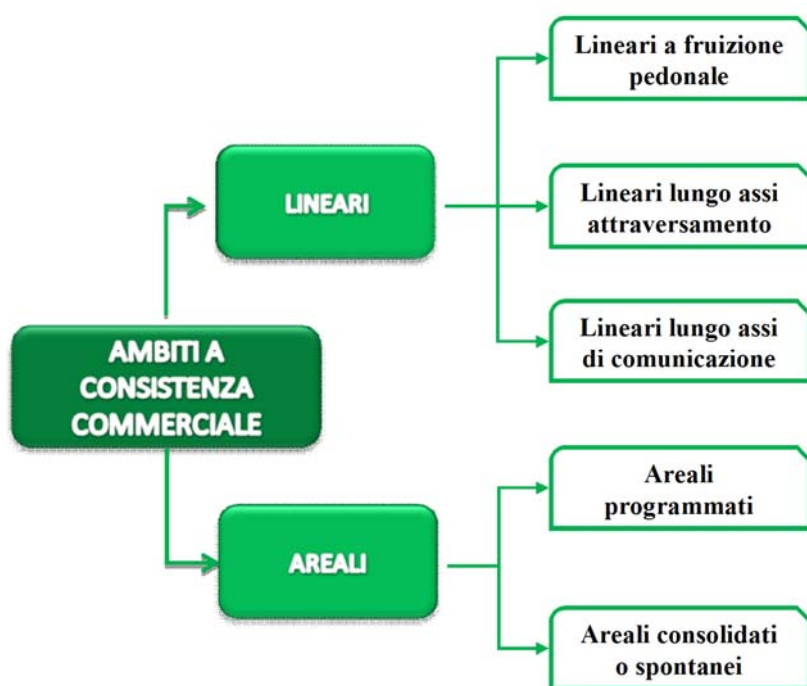 Lineari a fruizione
pedonale
LINEARI
Lineari lungo assi
attraversamento
Lineari lungo assi
di comunicazione
AMBITI A
CONSISTENZA
COMMERCIALE
Areali
programmati
AREALI
Areali consolidati
o spontanei